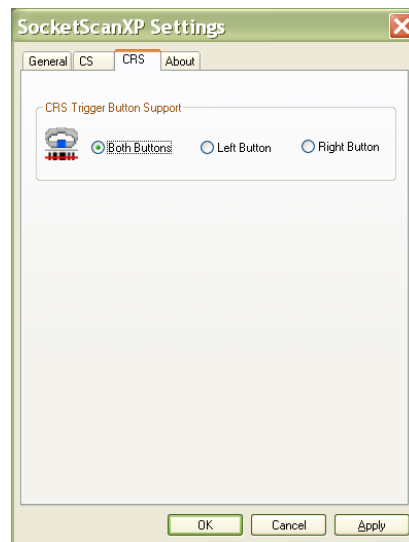 SocketScanXP Settings
General CS CRS About
CRS Trigger Button Support
Both Buttons Left Button Right Button
OK Cancel Apply